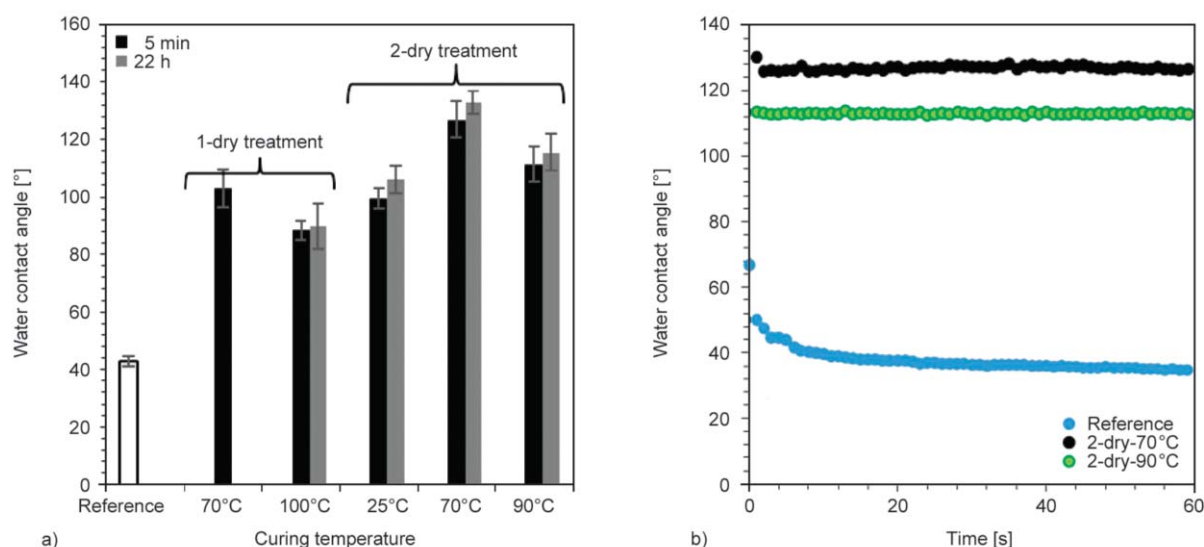 160
140
120
100
80
60
40
20
0
Water contact angle [°]
5 min
22 h
1-dry treatment
2-dry treatment
Reference 70°C 100°C 25°C 70°C 90°C
a) Curing temperature
140
120
100
80
60
40
20
0
Water contact angle [°]
Reference
2-dry-70°C
2-dry-90°C
0 20 40 60
b) Time [s]